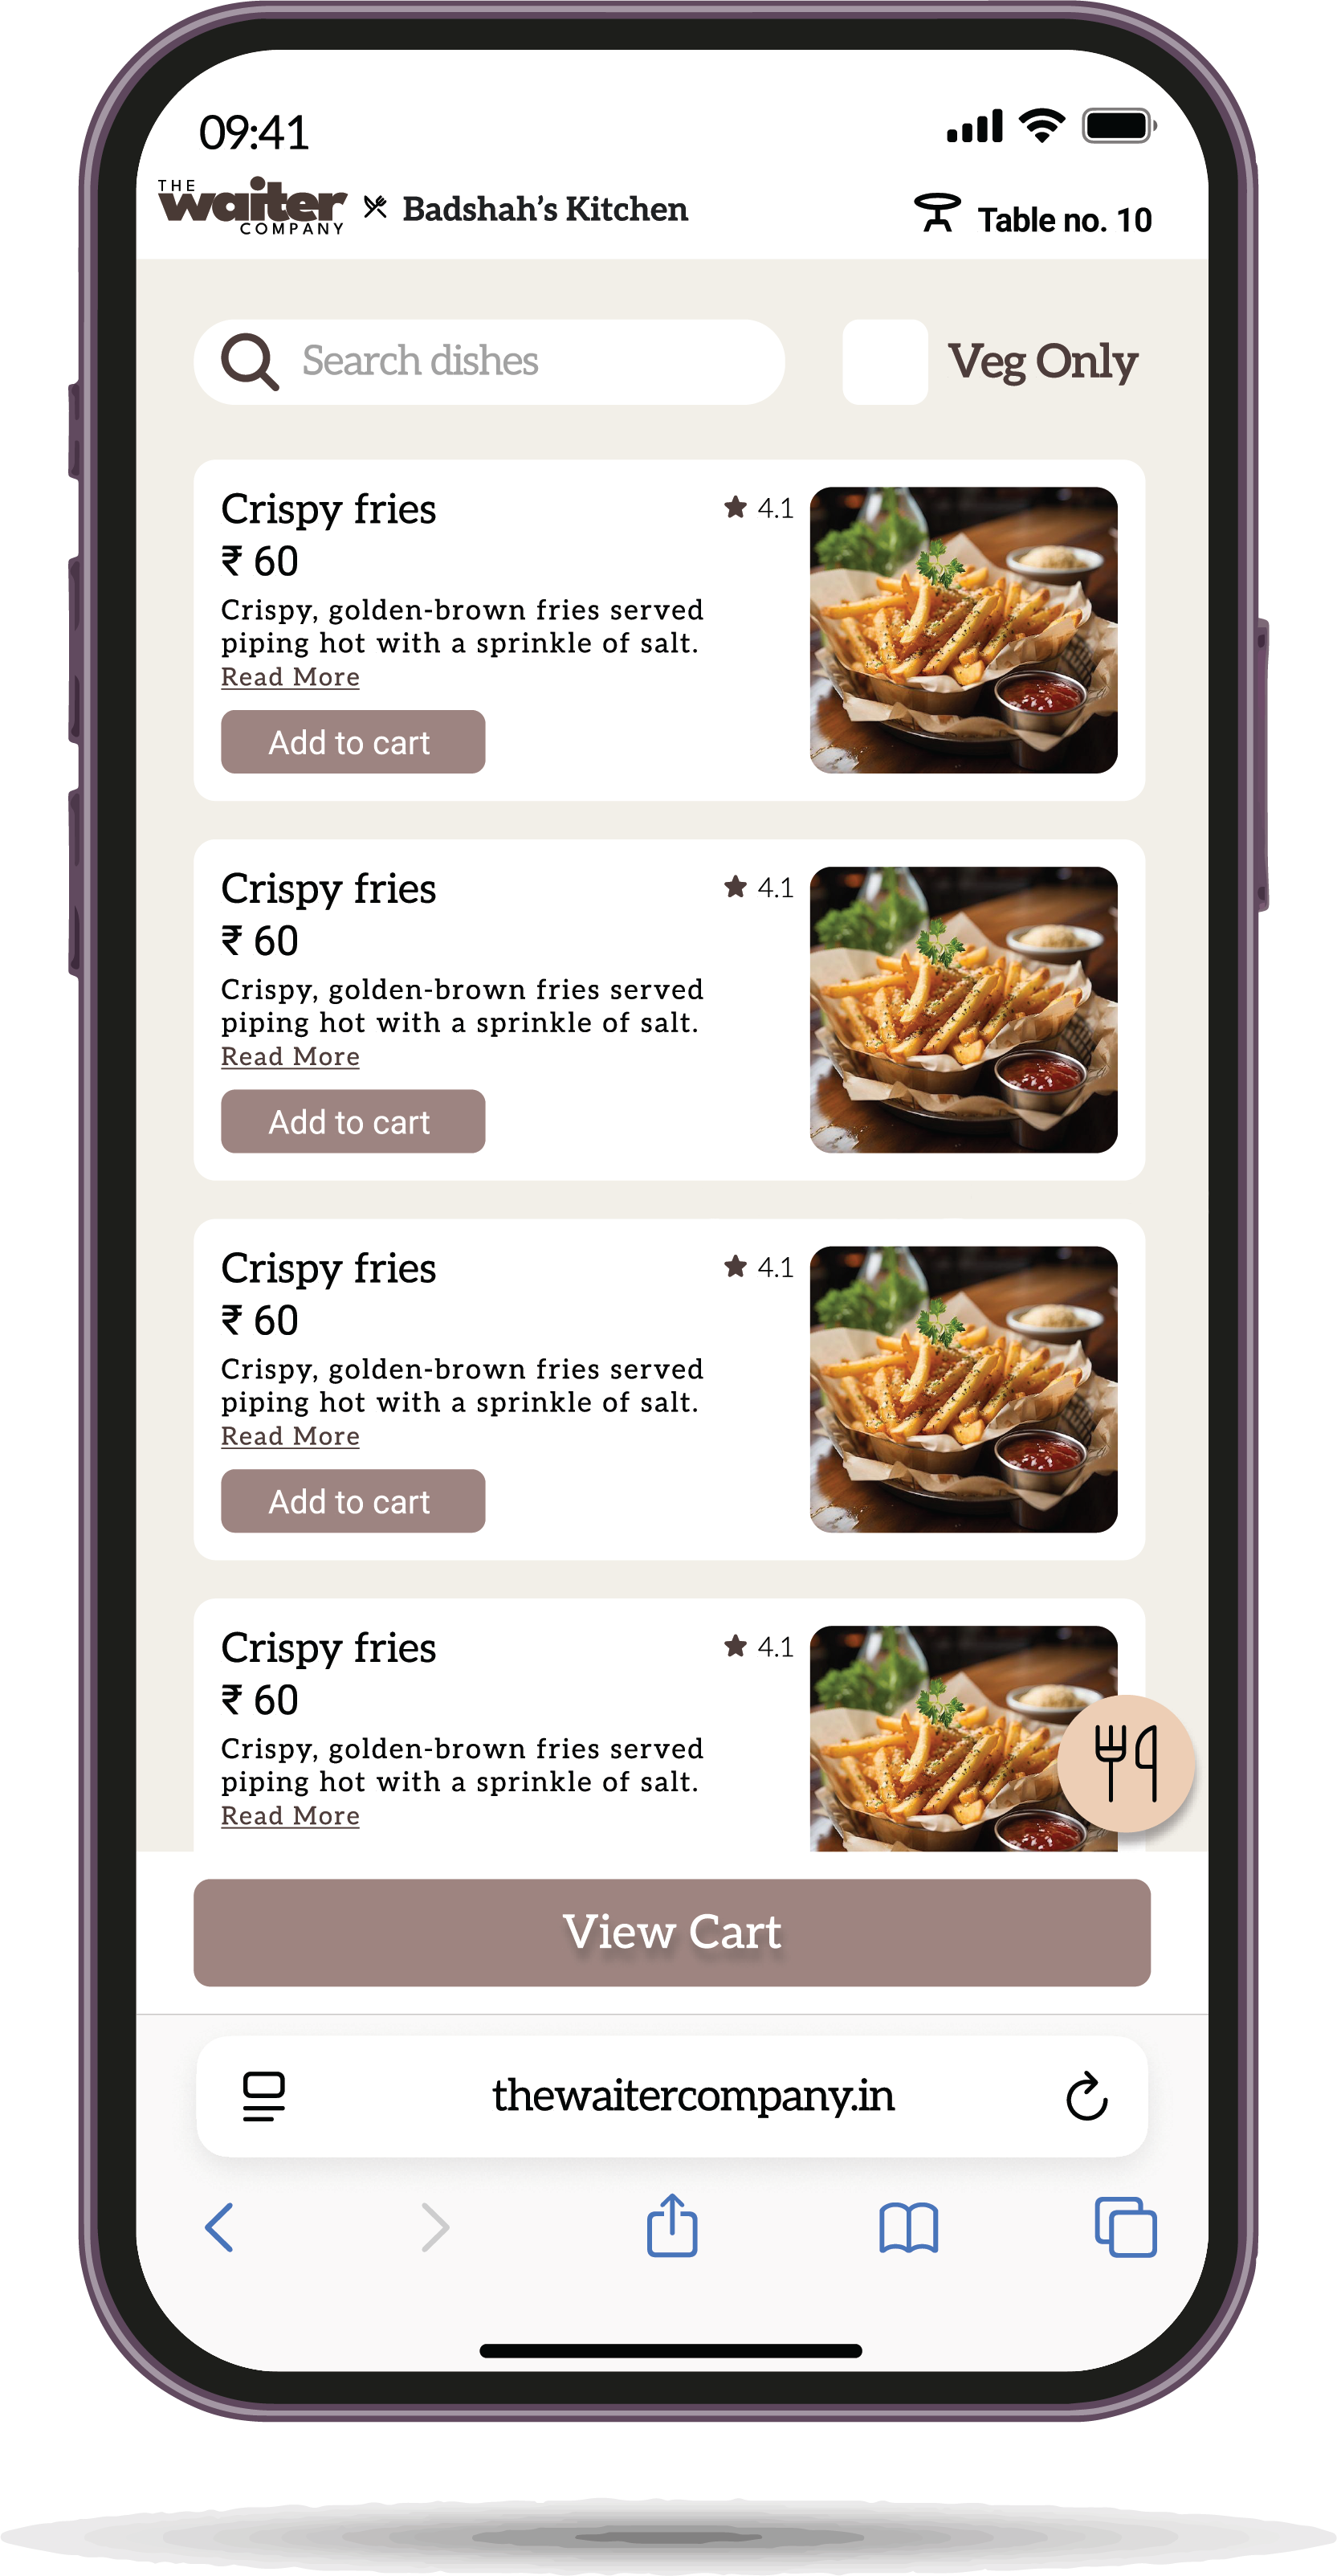 09:41
THE
waiter
COMPANY
Badshah's Kitchen
Table no. 10
Search dishes
Veg Only
Crispy fries
4.1
₹ 60
Crispy, golden-brown fries served
piping hot with a sprinkle of salt.
Read More
Add to cart
Crispy fries
4.1
₹ 60
Crispy, golden-brown fries served
piping hot with a sprinkle of salt.
Read More
Add to cart
Crispy fries
4.1
₹ 60
Crispy, golden-brown fries served
piping hot with a sprinkle of salt.
Read More
Add to cart
Crispy fries
4.1
₹ 60
Crispy, golden-brown fries served
piping hot with a sprinkle of salt.
Read More
View Cart
thewaitercompany.in